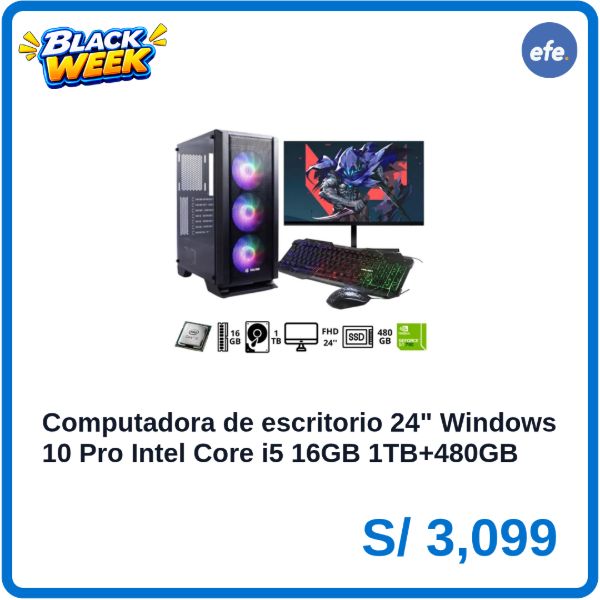 BLACK
WEEK
efe.
16
GB
1
TB
FHD
24''
SSD
480
GB
Computadora de escritorio 24" Windows
10 Pro Intel Core i5 16GB 1TB+480GB
S/ 3,099